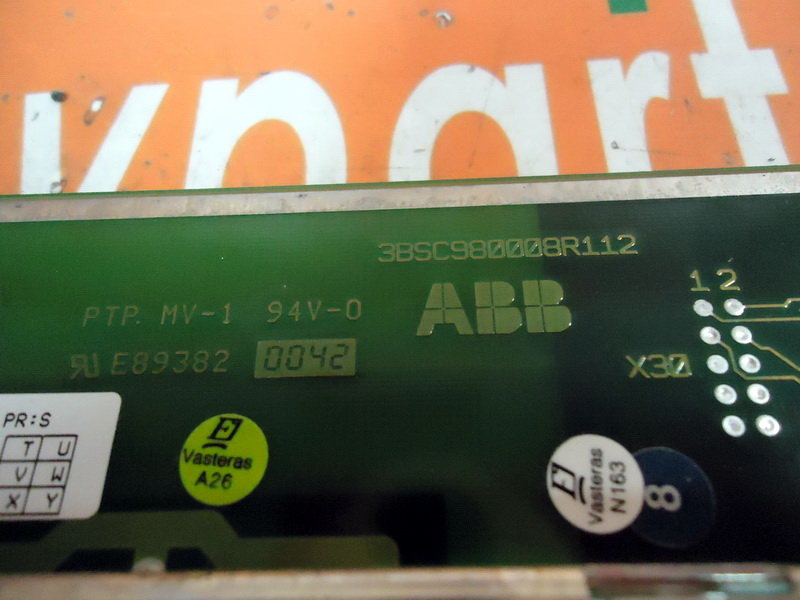 xpart
3BSC980008R112
ABB
1 2
PTP. MV-1 94V-0
E89382 0042
X30
PR:S
T U
V W
X Y
E
Vasteras
A26
E
Vasteras
N163
8